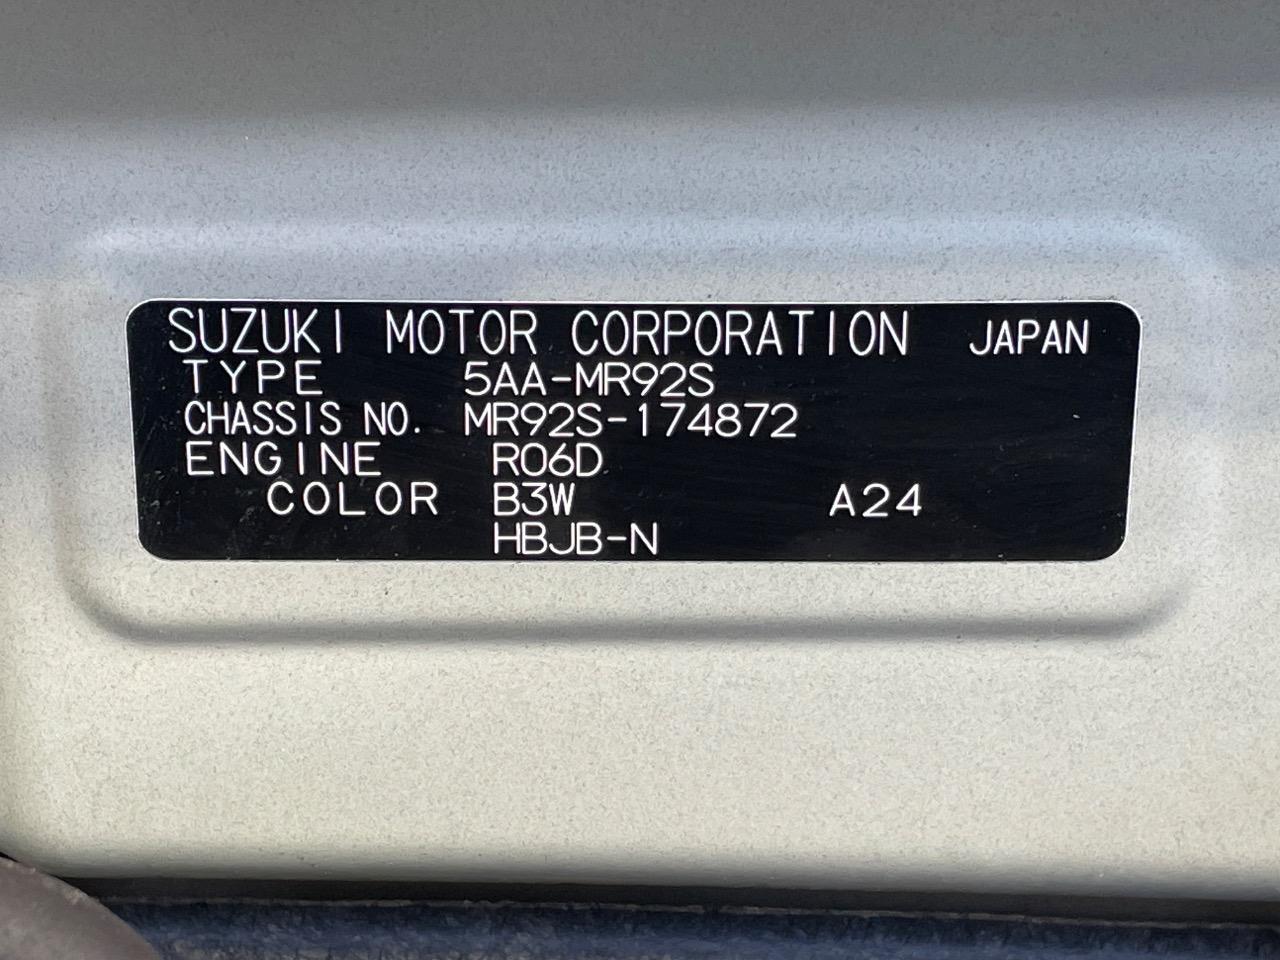 SUZUKI MOTOR CORPORATION JAPAN
TYPE 5AA-MR92S
CHASSIS NO. MR92S-174872
ENGINE R06D
COLOR B3W A24
HBJB-N